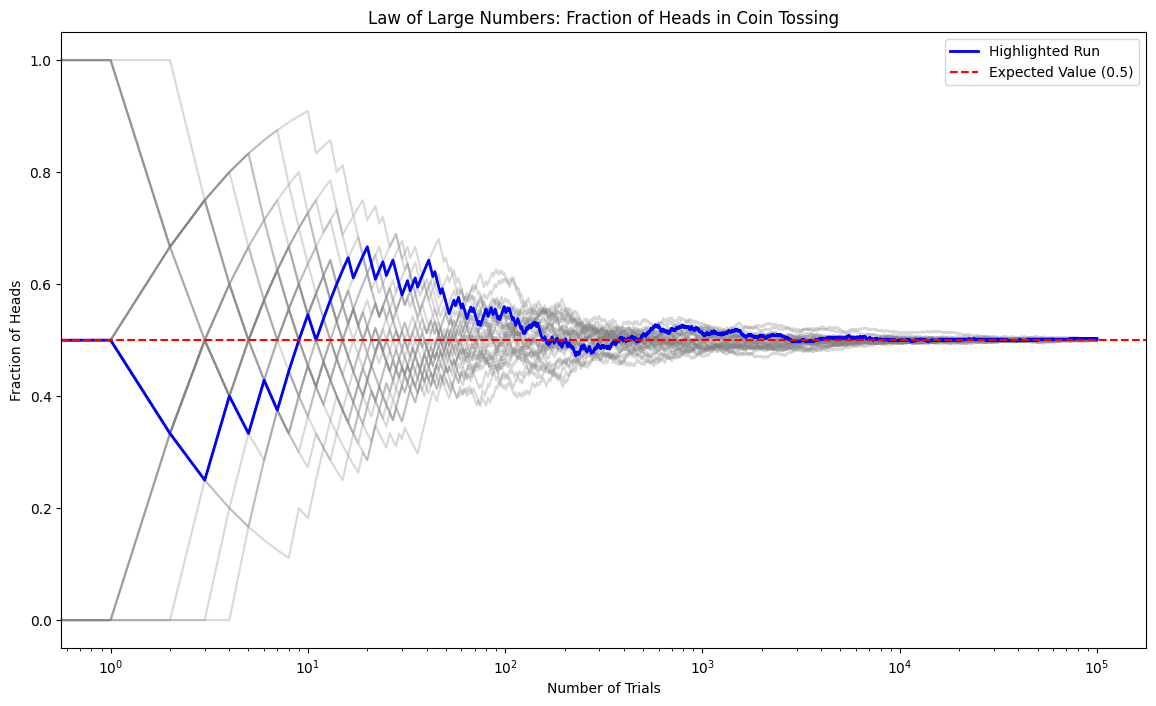 Law of Large Numbers: Fraction of Heads in Coin Tossing
Highlighted Run
Expected Value (0.5)
Fraction of Heads
1.0
0.8
0.6
0.4
0.2
0.0
10⁰ 10¹ 10² 10³ 10⁴ 10⁵
Number of Trials